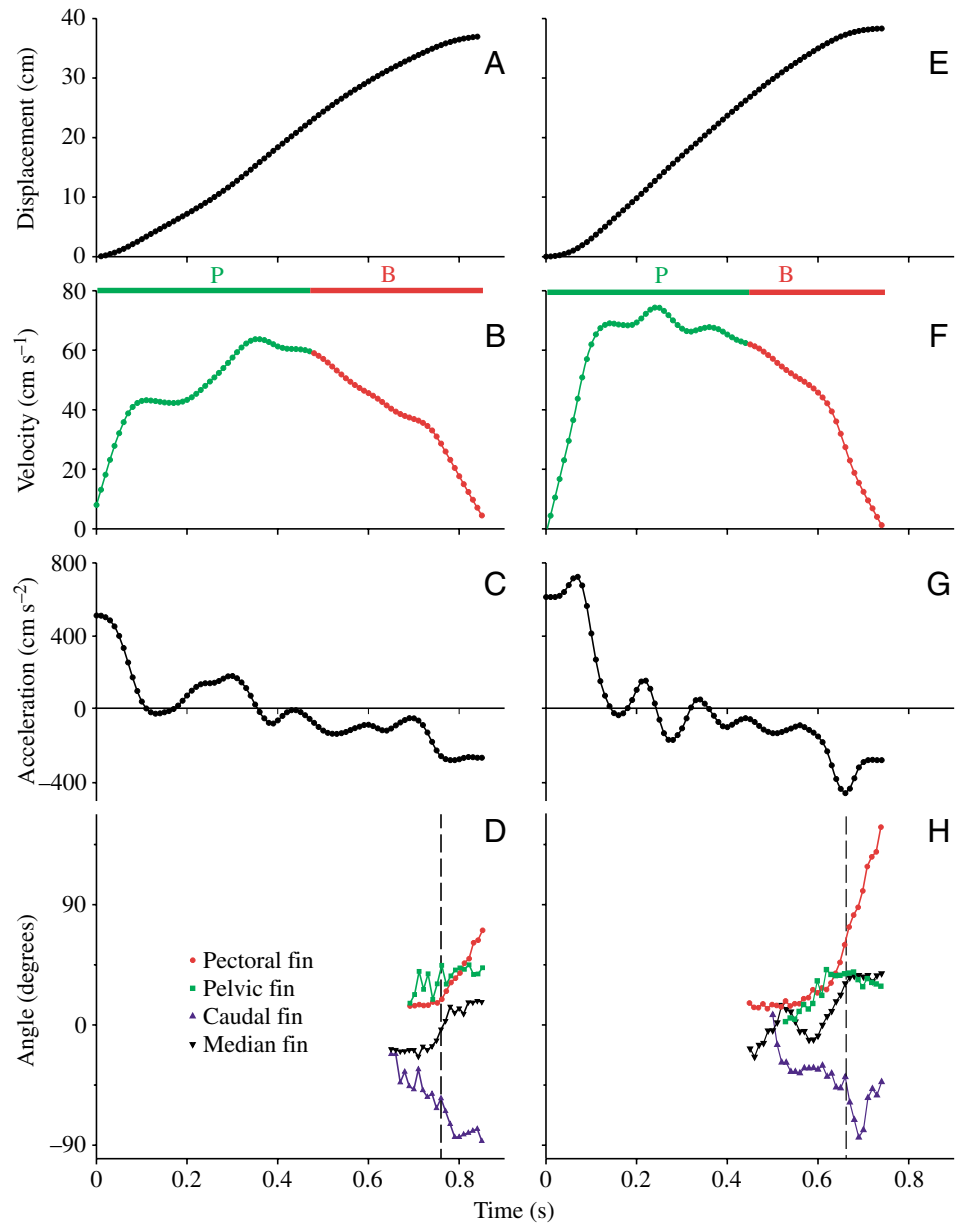 40
30
20
10
0
Displacement (cm)
A
E
P
B
P
B
80
60
40
20
0
Velocity (cm s–1)
B
F
800
400
0
–400
Acceleration (cm s–2)
C
G
90
0
–90
Angle (degrees)
D
H
Pectoral fin
Pelvic fin
Caudal fin
Median fin
0 0.2 0.4 0.6 0.8 0 0.2 0.4 0.6 0.8
Time (s)